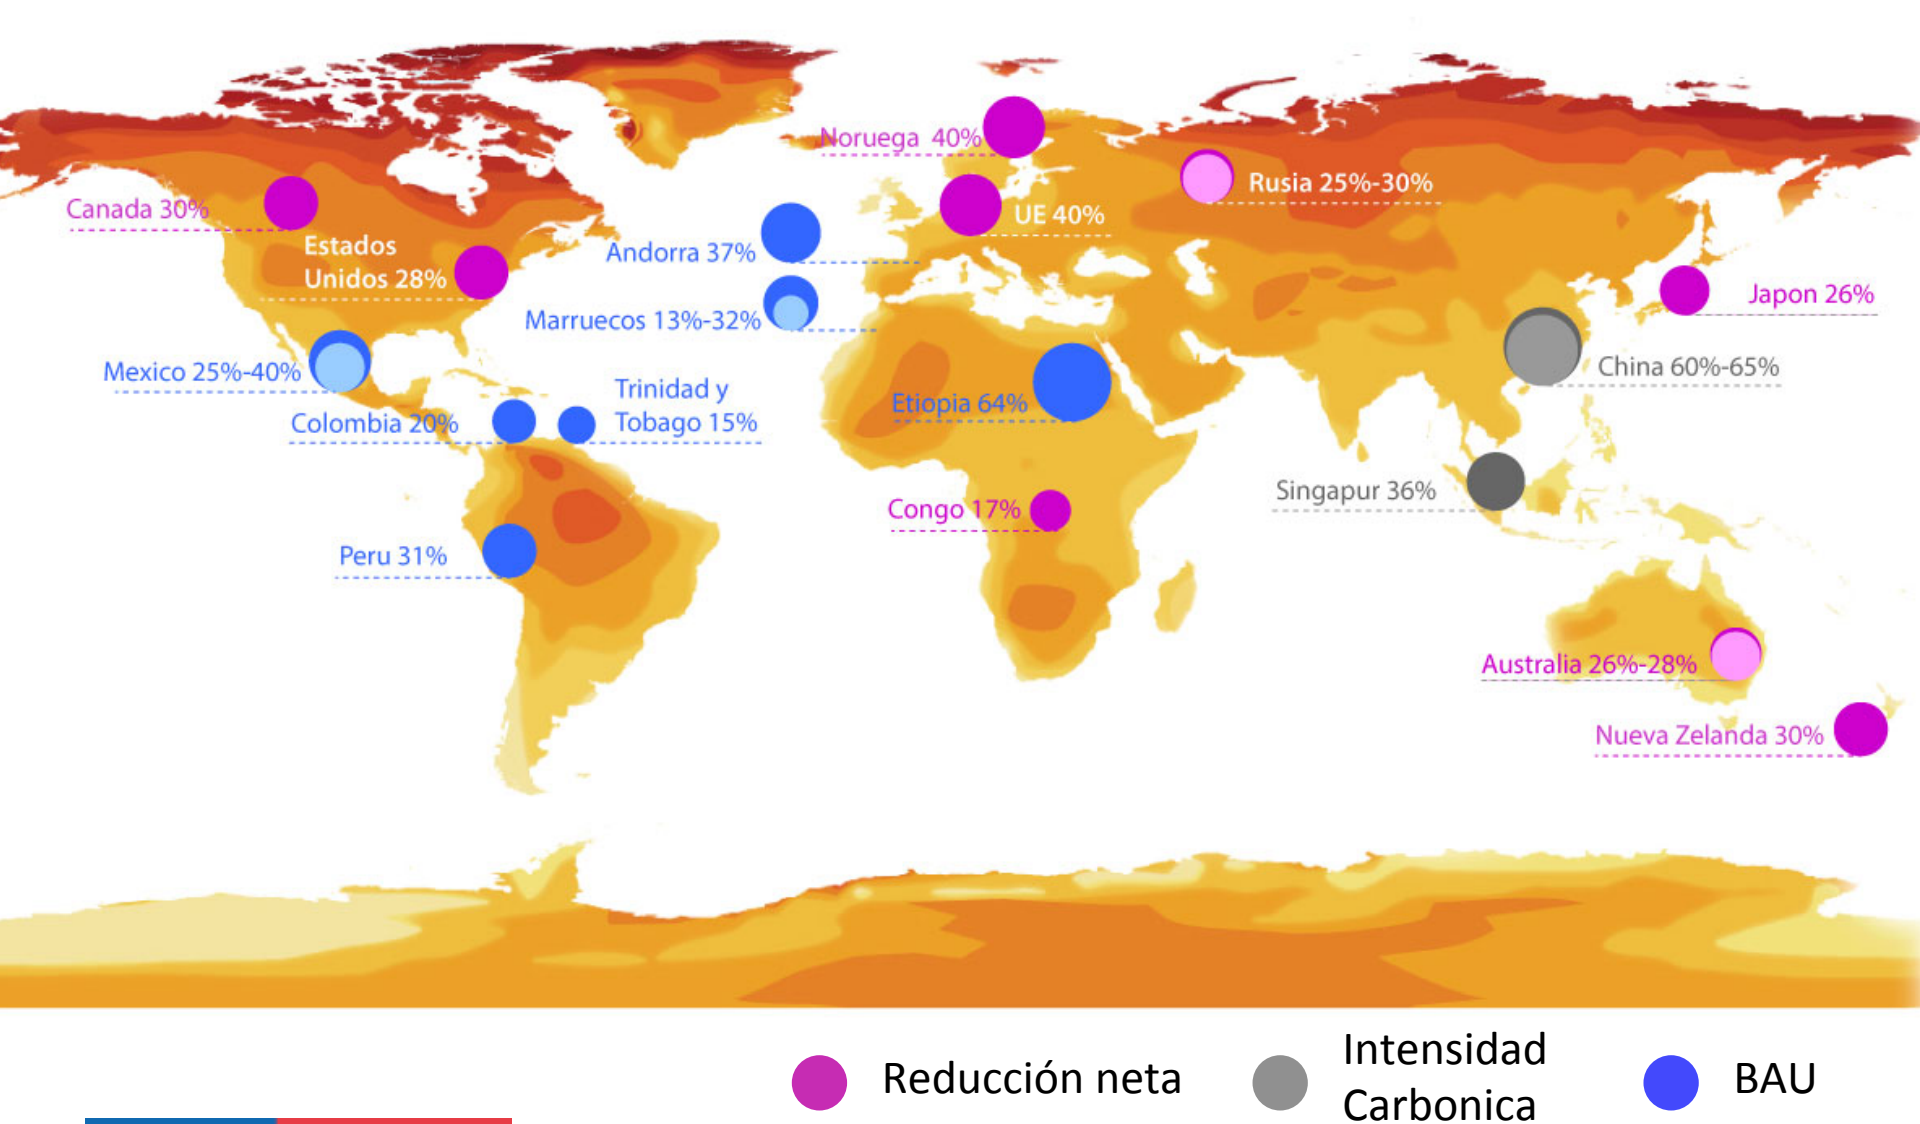 Noruega 40%
Rusia 25%-30%
Canada 30%
UE 40%
Estados
Unidos 28%
Andorra 37%
Japon 26%
Marruecos 13%-32%
Mexico 25%-40%
China 60%-65%
Trinidad y
Tobago 15%
Etiopia 64%
Colombia 20%
Singapur 36%
Congo 17%
Peru 31%
Australia 26%-28%
Nueva Zelanda 30%
Reducción neta
Intensidad
Carbonica
BAU